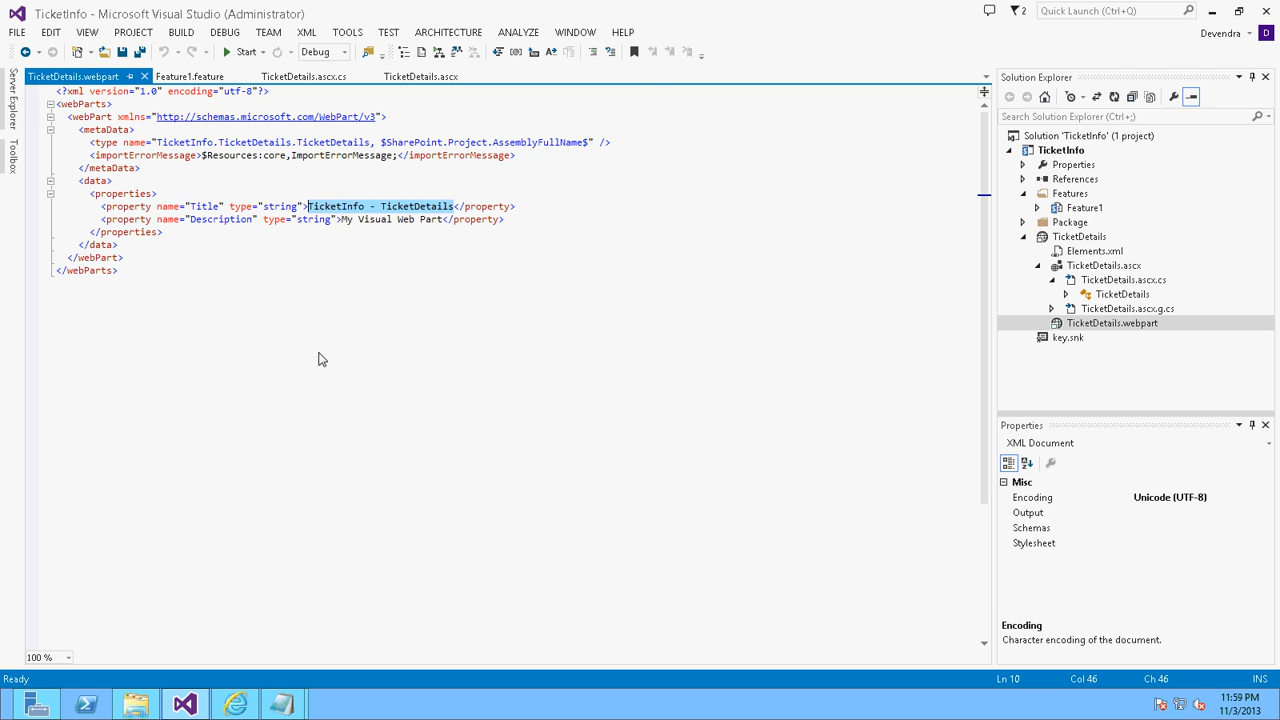 TicketInfo - Microsoft Visual Studio (Administrator)
2
Quick Launch (Ctrl+Q)
FILE EDIT VIEW PROJECT BUILD DEBUG TEAM XML TOOLS TEST ARCHITECTURE ANALYZE WINDOW HELP
Devendra
D
Start
Debug
Server Explorer
Toolbox
TicketDetails.webpart
Feature1.feature
TicketDetails.ascx.cs
TicketDetails.ascx
<?xml version="1.0" encoding="utf-8"?>
<webParts>
<webPart xmlns="http://schemas.microsoft.com/WebPart/v3">
<metaData>
<type name="TicketInfo.TicketDetails.TicketDetails, $SharePoint.Project.AssemblyFullName$" />
<importErrorMessage>$Resources:core,ImportErrorMessage;</importErrorMessage>
</metaData>
<data>
<properties>
<property name="Title" type="string">TicketInfo - TicketDetails</property>
<property name="Description" type="string">My Visual Web Part</property>
</properties>
</data>
</webPart>
</webParts>
100 %
Solution Explorer
Search Solution Explorer (Ctrl+;)
Solution 'TicketInfo' (1 project)
TicketInfo
Properties
References
Features
Feature1
Package
TicketDetails
Elements.xml
TicketDetails.ascx
TicketDetails.ascx.cs
TicketDetails
TicketDetails.ascx.g.cs
TicketDetails.webpart
key.snk
Properties
XML Document
Misc
Encoding Unicode (UTF-8)
Output
Schemas
Stylesheet
Encoding
Character encoding of the document.
Ready
Ln 10
Col 46
Ch 46
INS
11:59 PM
11/3/2013